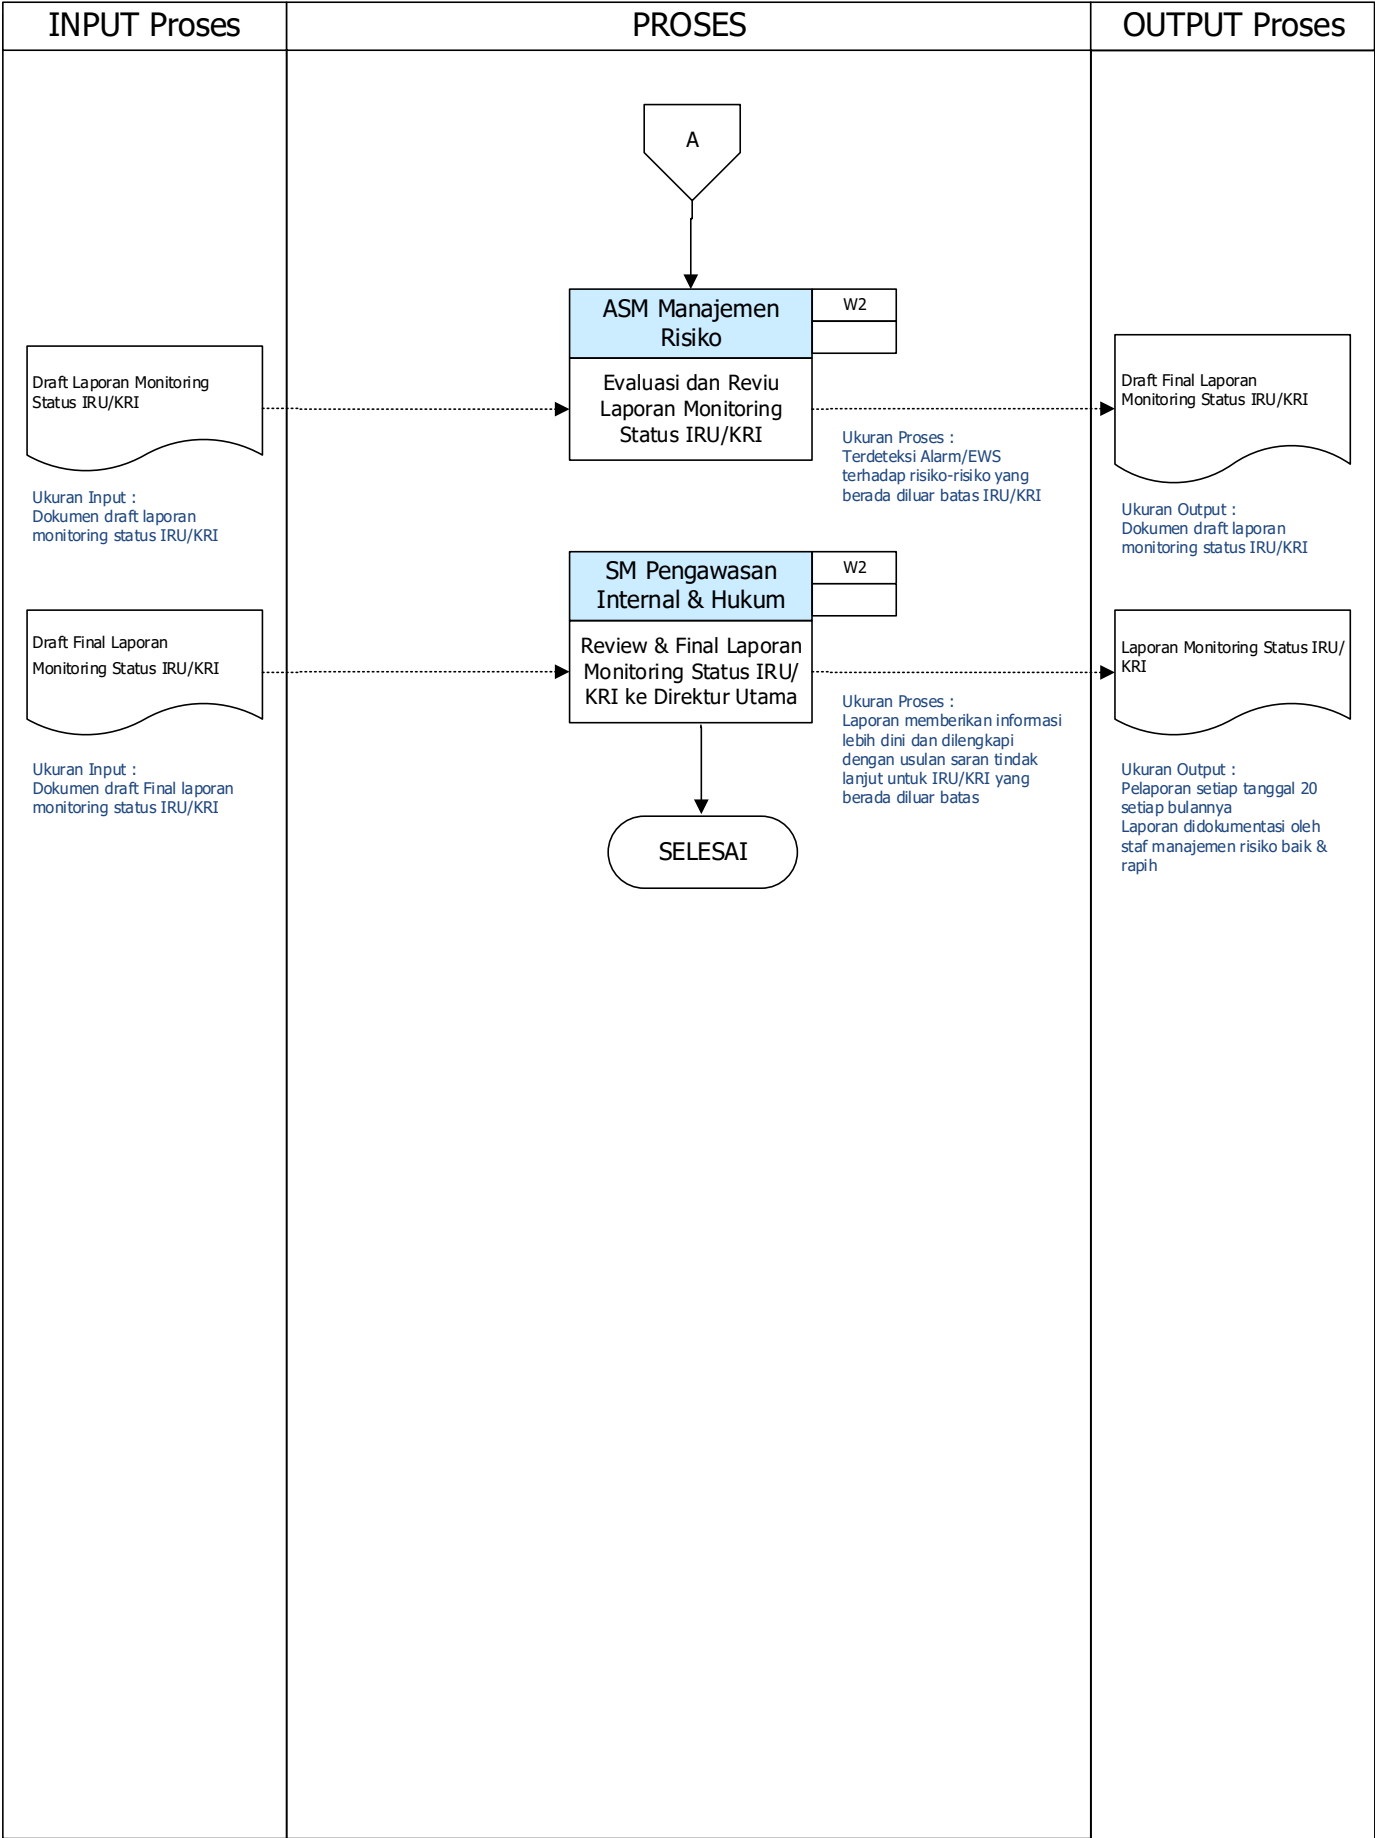 INPUT Proses
PROSES
OUTPUT Proses
A
ASM Manajemen
Risiko
W2
Draft Laporan Monitoring
Status IRU/KRI
Evaluasi dan Reviu
Laporan Monitoring
Status IRU/KRI
Draft Final Laporan
Monitoring Status IRU/KRI
Ukuran Input :
Dokumen draft laporan
monitoring status IRU/KRI
Ukuran Proses :
Terdeteksi Alarm/EWS
terhadap risiko-risiko yang
berada diluar batas IRU/KRI
Ukuran Output :
Dokumen draft laporan
monitoring status IRU/KRI
SM Pengawasan
Internal & Hukum
W2
Draft Final Laporan
Monitoring Status IRU/KRI
Review & Final Laporan
Monitoring Status IRU/
KRI ke Direktur Utama
Laporan Monitoring Status IRU/
KRI
Ukuran Input :
Dokumen draft Final laporan
monitoring status IRU/KRI
Ukuran Proses :
Laporan memberikan informasi
lebih dini dan dilengkapi
dengan usulan saran tindak
lanjut untuk IRU/KRI yang
berada diluar batas
Ukuran Output :
Pelaporan setiap tanggal 20
setiap bulannya
Laporan didokumentasi oleh
staf manajemen risiko baik &
rapih
SELESAI